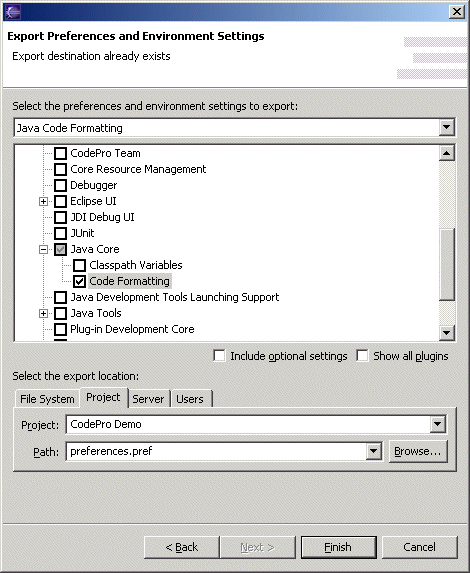 Export Preferences and Environment Settings
Export destination already exists
Select the preferences and environment settings to export:
Java Code Formatting
CodePro Team
Core Resource Management
Debugger
Eclipse UI
JDI Debug UI
JUnit
Java Core
Classpath Variables
Code Formatting
Java Development Tools Launching Support
Java Tools
Plug-in Development Core
Include optional settings Show all plugins
Select the export location:
File System Project Server Users
Project: CodePro Demo
Path: preferences.pref Browse...
< Back Next > Finish Cancel